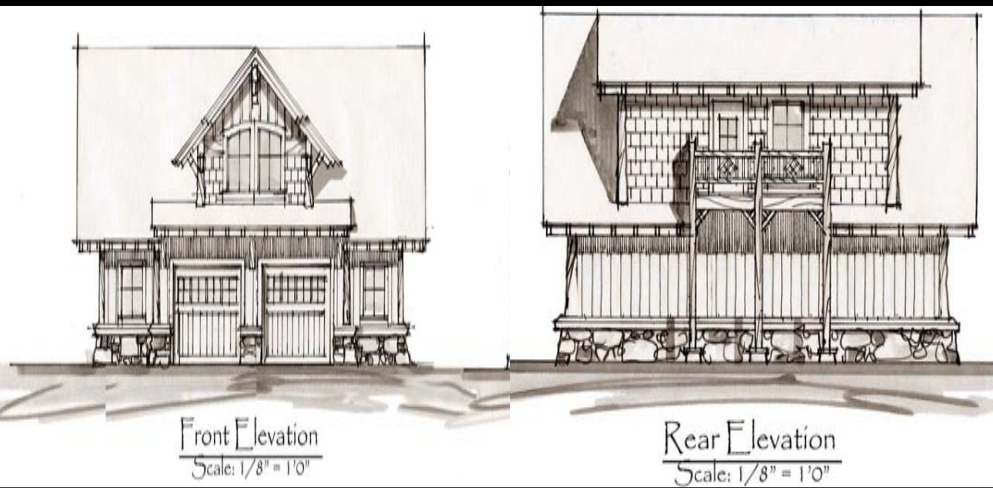 Front Elevation
Scale: 1/8" = 1'0"
Rear Elevation
Scale: 1/8" = 1'0"